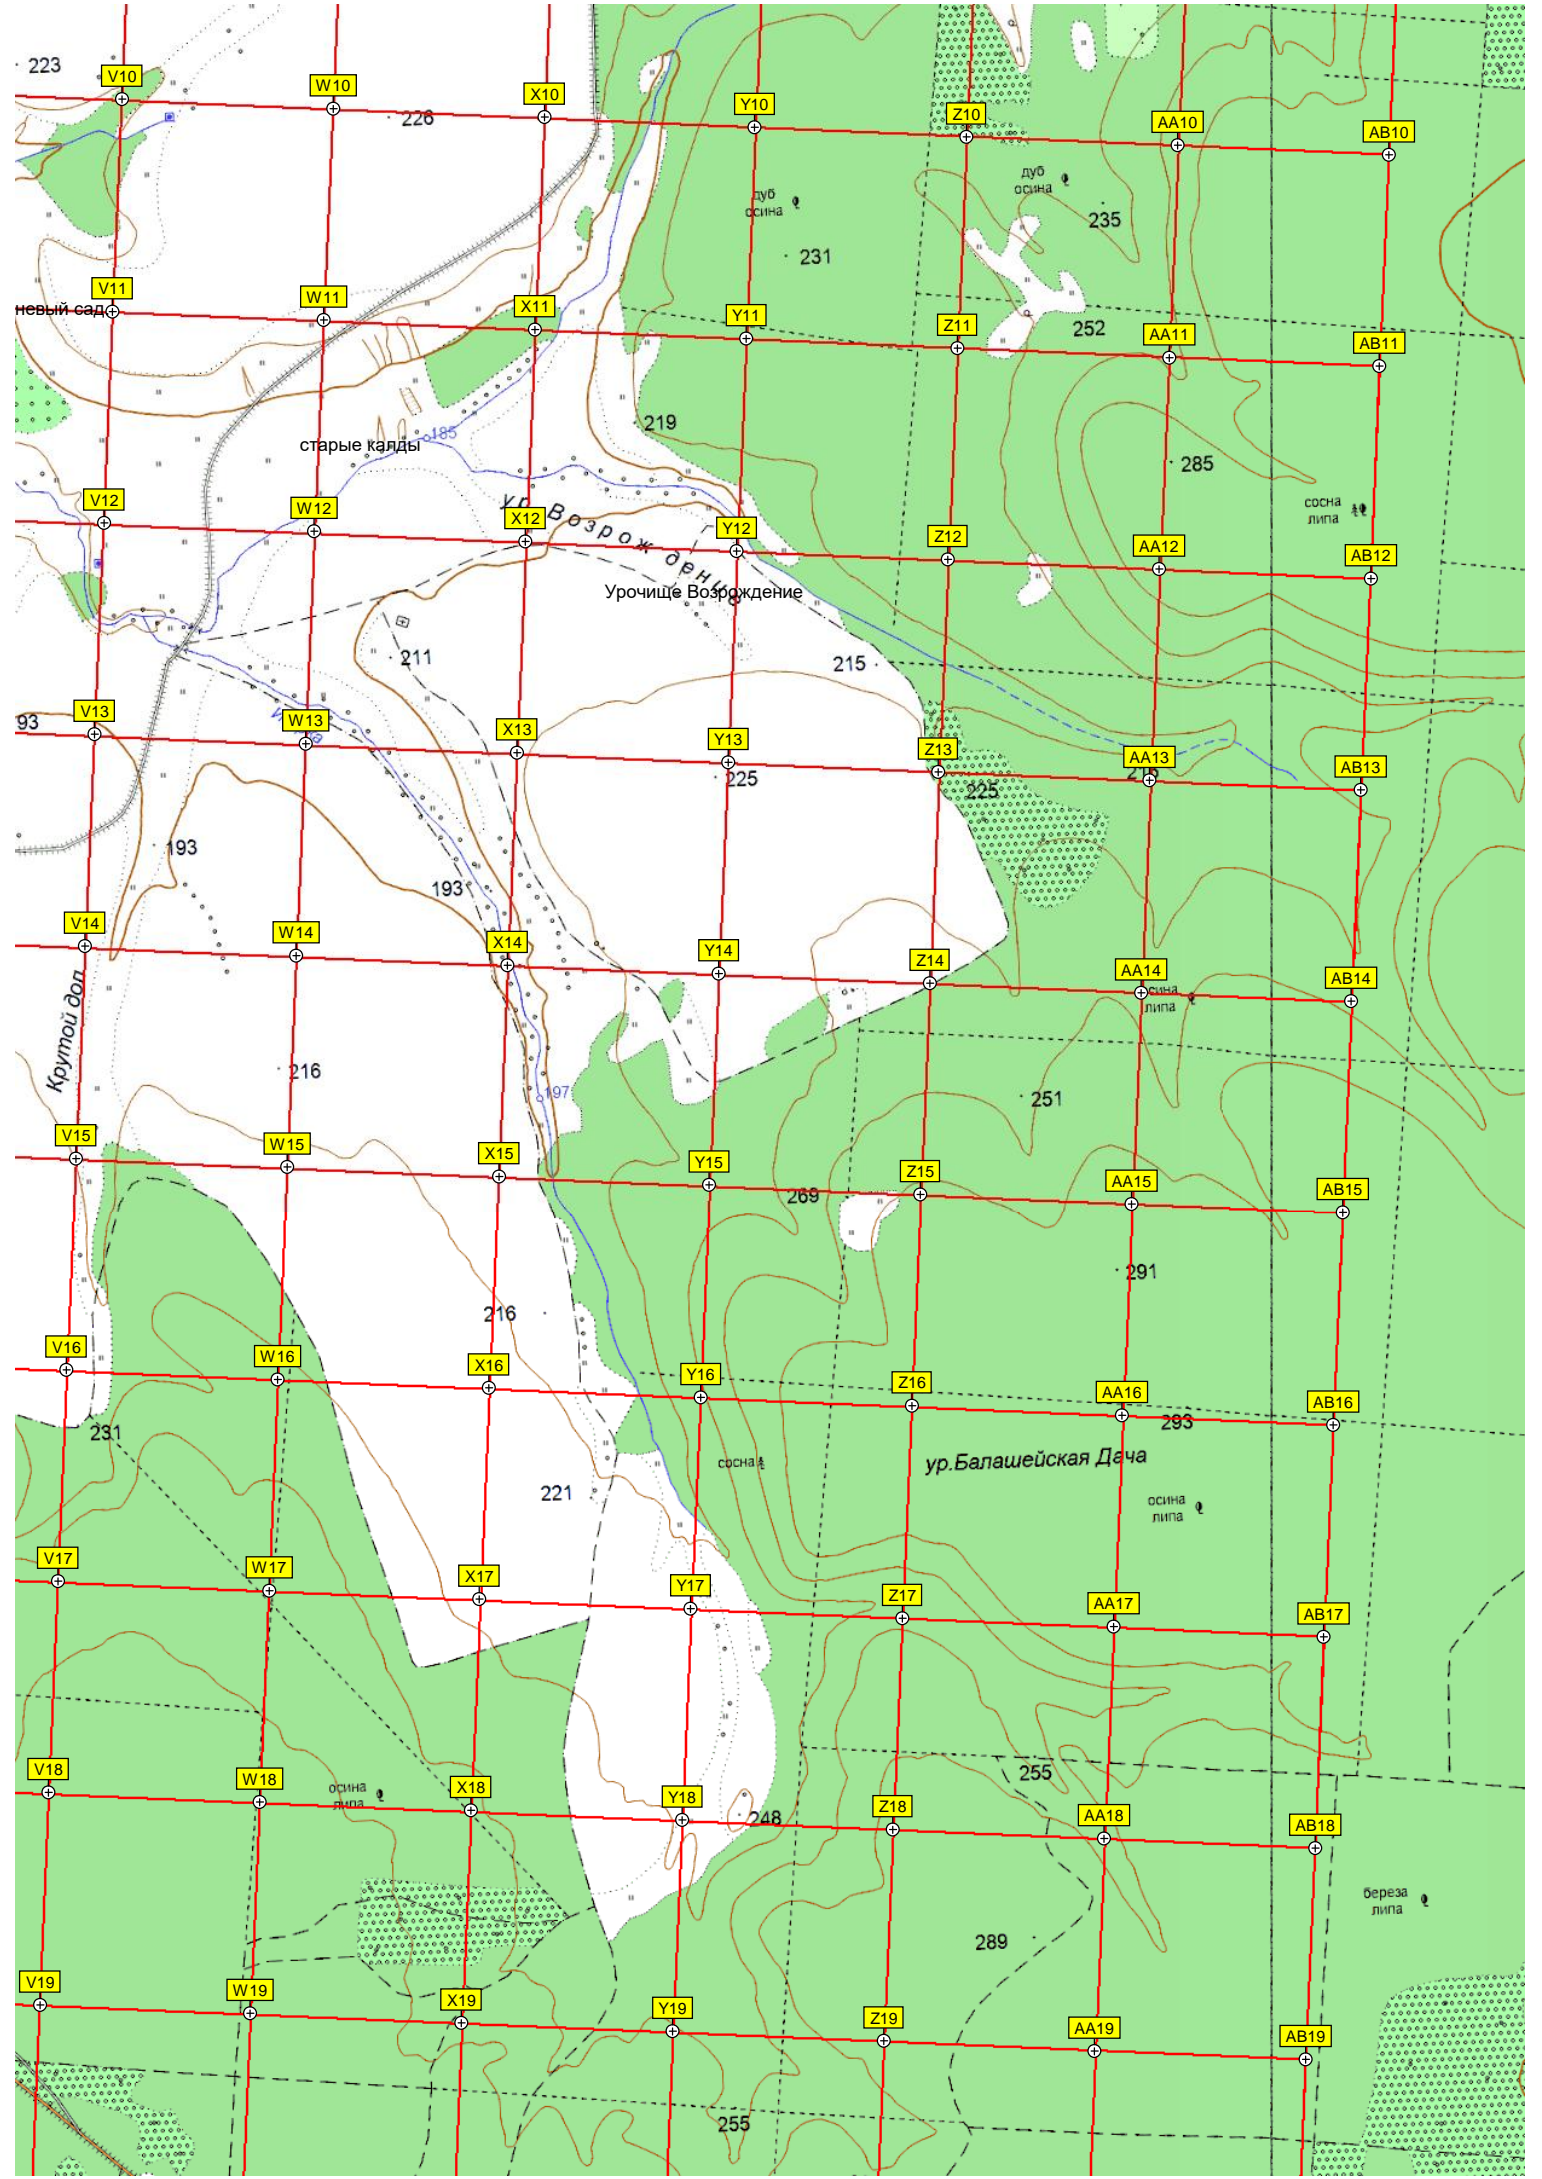 223
V10
W10
X10
Y10
Z10
AA10
AB10
226
дуб
осина
дуб
осина
235
231
V11
W11
X11
Y11
Z11
AA11
AB11
невый сад
252
219
185
старые калды
285
сосна
липа
V12
W12
X12
Y12
Z12
AA12
AB12
ур. Возрождение
Урочище Возрождение
211
215
93
V13
W13
X13
Y13
Z13
AA13
AB13
225
225
193
193
V14
W14
X14
Y14
Z14
AA14
AB14
осина
липа
Крутой дол
216
197
251
V15
W15
X15
Y15
Z15
AA15
AB15
269
291
216
V16
W16
X16
Y16
Z16
AA16
AB16
293
231
сосна
ур.Балашейская Дача
221
осина
липа
V17
W17
X17
Y17
Z17
AA17
AB17
255
V18
W18
X18
Y18
Z18
AA18
AB18
осина
липа
248
береза
липа
289
V19
W19
X19
Y19
Z19
AA19
AB19
255